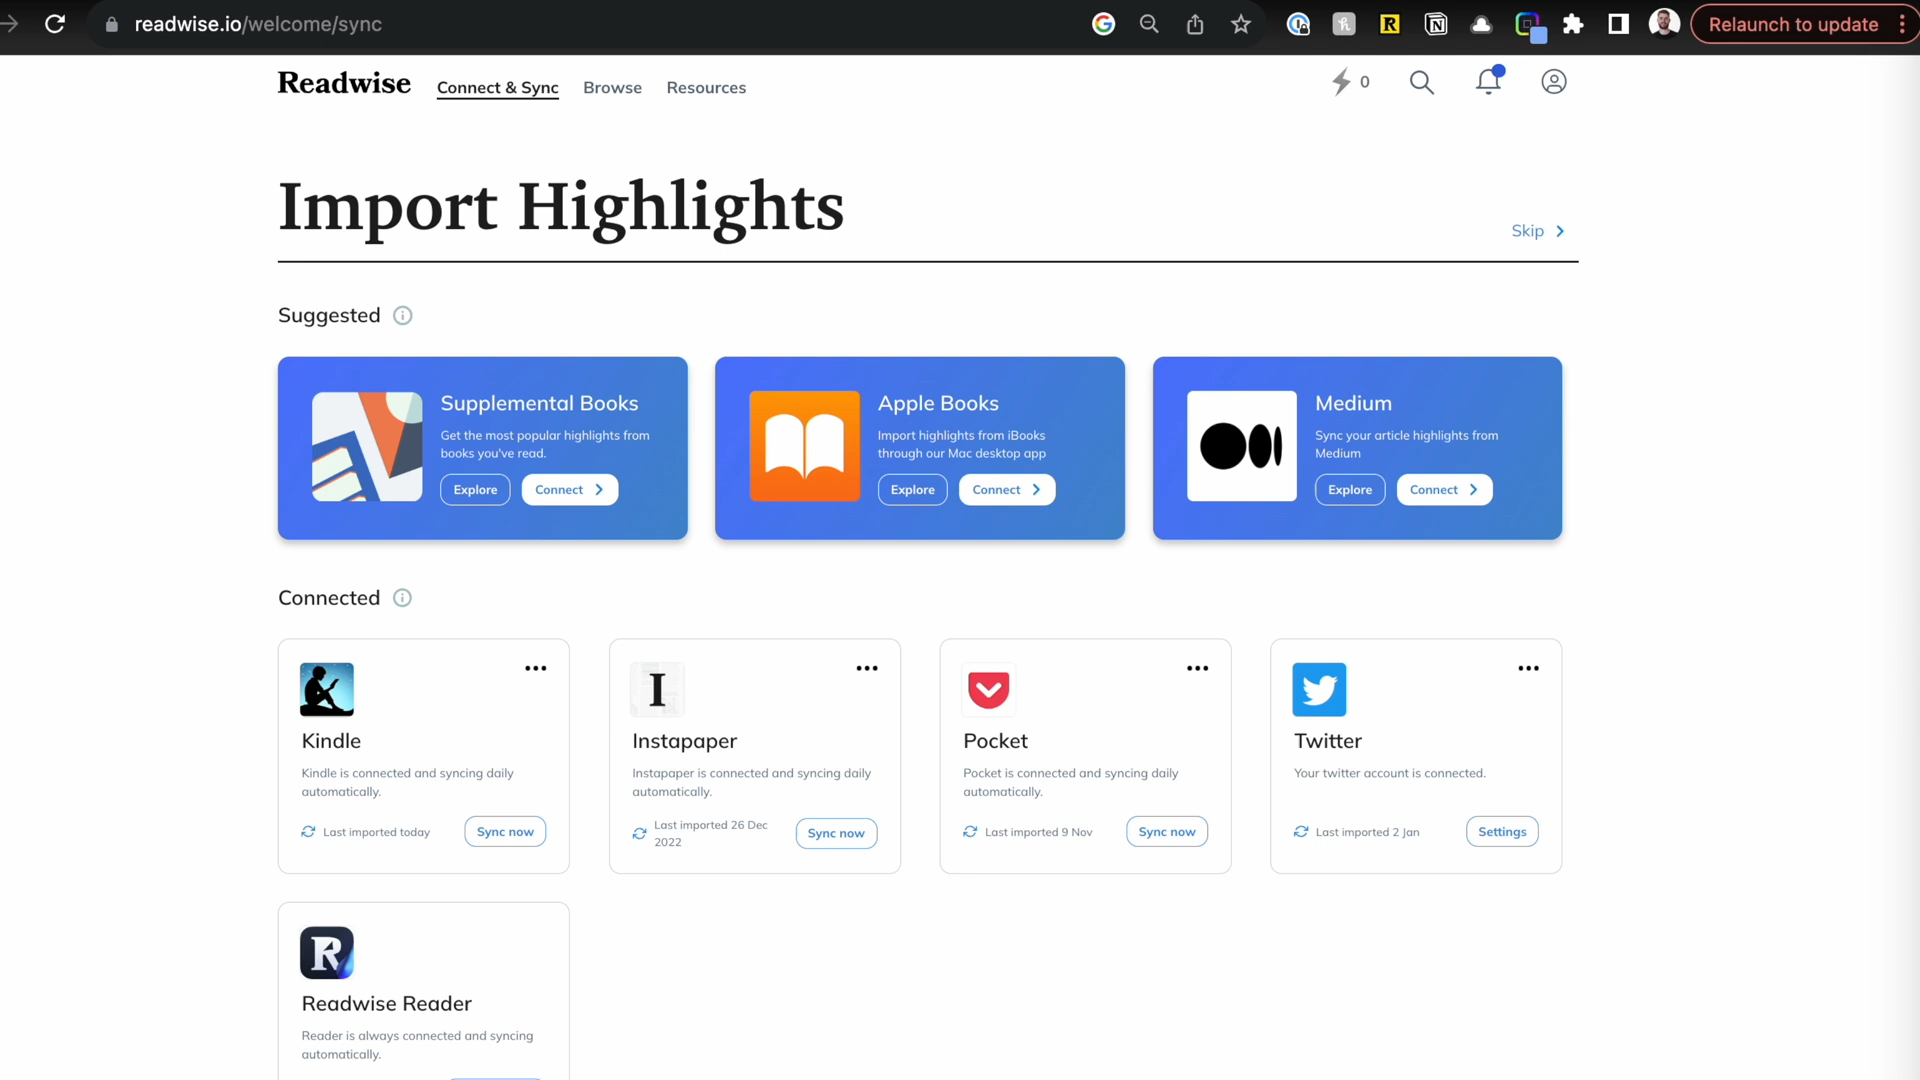 readwise.io/welcome/sync
Relaunch to update
Readwise
Connect & Sync
Browse
Resources
0
Import Highlights
Skip
Suggested
Supplemental Books
Get the most popular highlights from
books you've read.
Explore
Connect
Apple Books
Import highlights from iBooks
through our Mac desktop app
Explore
Connect
Medium
Sync your article highlights from
Medium
Explore
Connect
Connected
Kindle
Kindle is connected and syncing daily
automatically.
Last imported today
Sync now
I
Instapaper
Instapaper is connected and syncing daily
automatically.
Last imported 26 Dec
2022
Sync now
Pocket
Pocket is connected and syncing daily
automatically.
Last imported 9 Nov
Sync now
Twitter
Your twitter account is connected.
Last imported 2 Jan
Settings
R
Readwise Reader
Reader is always connected and syncing
automatically.